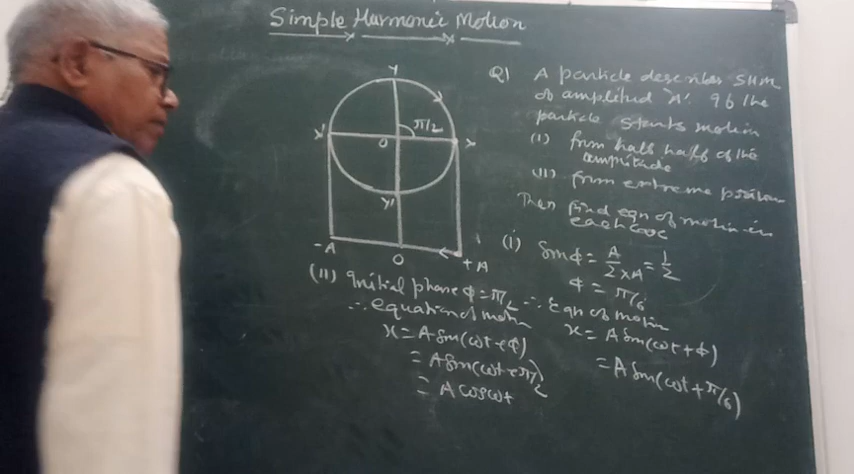 Simple Harmonic Motion
Y
X'
O
π/2
X
Y'
-A
O
+A
Q1 A particle describes SHM
of amplitud 'A'. If the
particle starts motion
(I) from half half of the
amplitude
(II) from extreme position
Then find eqn of motion in
each case
(i) Sinϕ = A/2×A = 1/2
ϕ = π/6
∴ Eqn of motion
x = A Sin(ωt+ϕ)
= A Sin(ωt+π/6)
(II) Initial phase ϕ=π/2
∴ equation of motion
x = A Sin(ωt+ϕ)
= A Sin(ωt+π/2)
= A cosωt